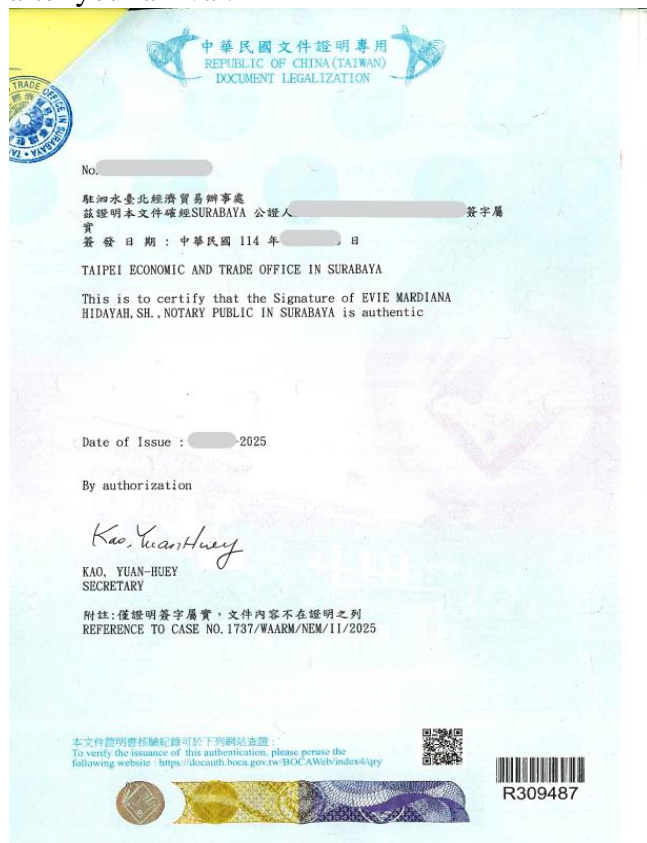 after your arrival.
中華民國文件證明專用
REPUBLIC OF CHINA (TAIWAN)
DOCUMENT LEGALIZATION
TRADE OFFICE IN SURABAYA
No.
駐泗水臺北經濟貿易辦事處
茲證明本文件確經SURABAYA 公證人 簽字屬
實
簽發日期：中華民國 114 年 日
TAIPEI ECONOMIC AND TRADE OFFICE IN SURABAYA
This is to certify that the Signature of EVIE MARDIANA
HIDAYAH,SH.,NOTARY PUBLIC IN SURABAYA is authentic
Date of Issue : -2025
By authorization
Kao, YuanHuey
KAO, YUAN-HUEY
SECRETARY
附註:僅證明簽字屬實，文件內容不在證明之列
REFERENCE TO CASE NO.1737/WAARM/NEM/II/2025
本文件證明書核驗紀錄可於下列網站查證：
To verify the issuance of this authentication, please peruse the
following website : https://docauth.boca.gov.tw/BOCAWeb/index4/qry
R309487